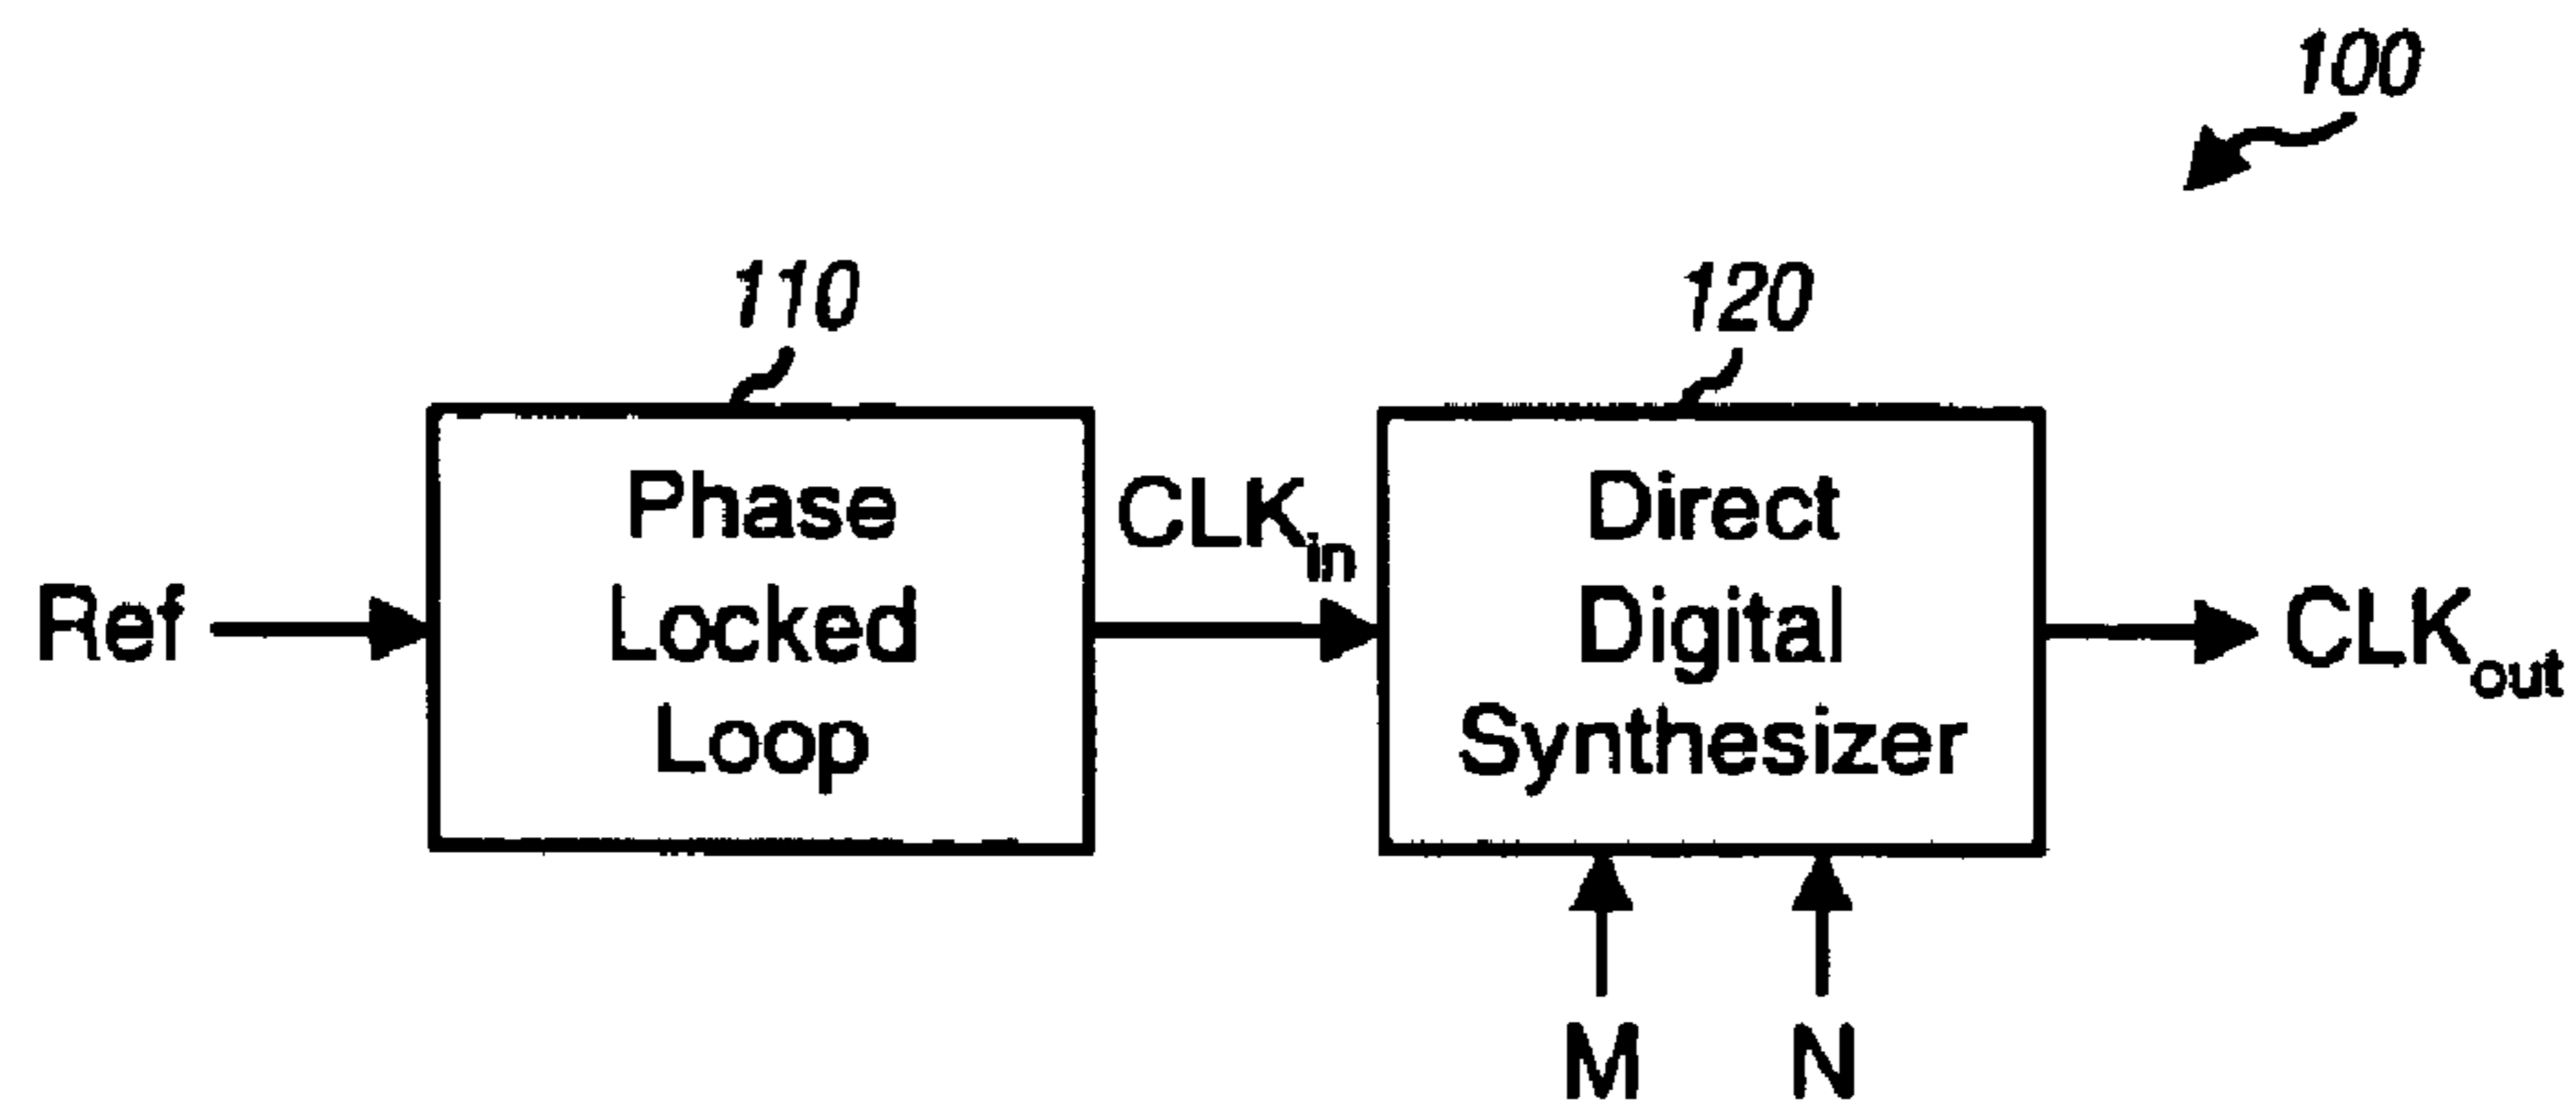 100
110
120
Phase
Locked
Loop
Direct
Digital
Synthesizer
Ref
CLKin
CLKout
M N